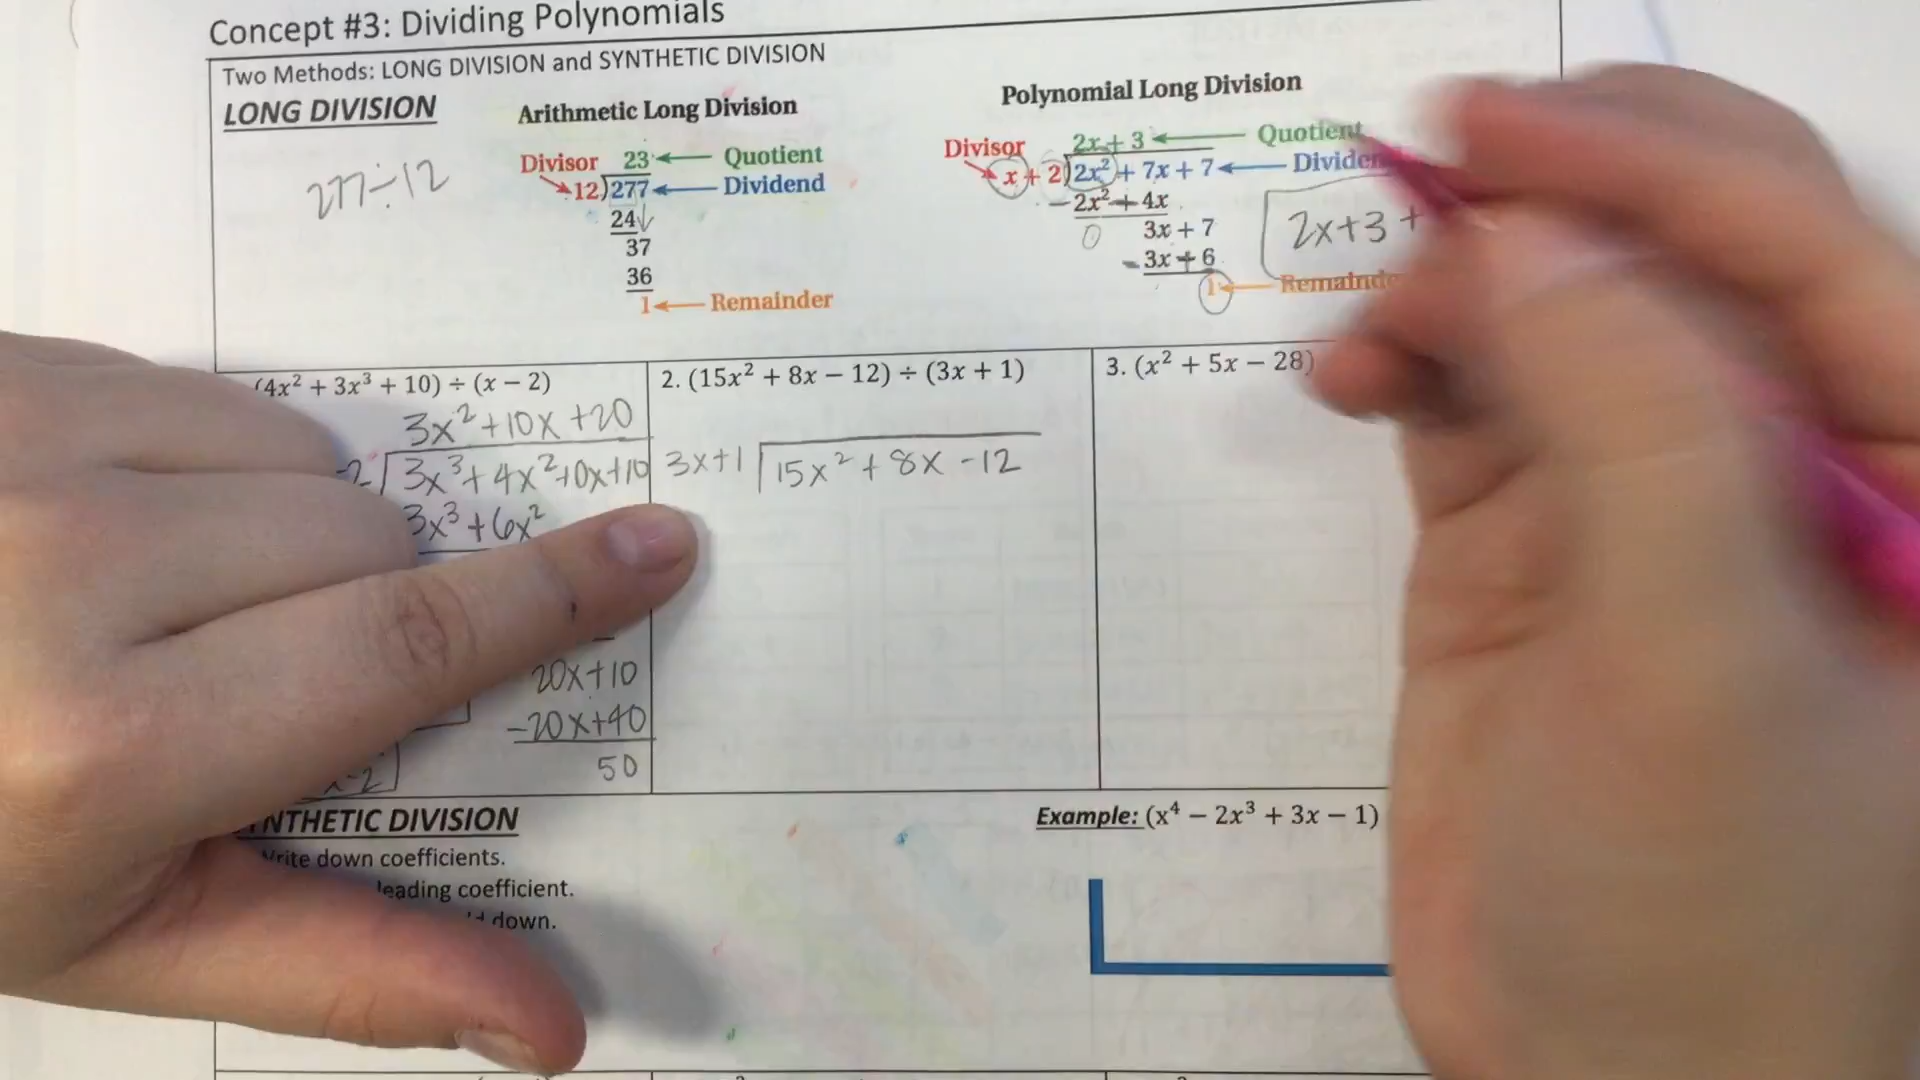 Concept #3: Dividing Polynomials
Two Methods: LONG DIVISION and SYNTHETIC DIVISION
LONG DIVISION
277÷12
Arithmetic Long Division
Divisor 23 ← Quotient
12)277 ← Dividend
24
37
36
1 ← Remainder
Polynomial Long Division
Divisor 2x + 3 ← Quotient
x + 2)2x² + 7x + 7 ←
- 2x² + 4x
0 3x + 7
- 3x + 6
1 ←
2x+3 +
(4x² + 3x³ + 10) ÷ (x − 2)
3x²+10x+20
-2 3x³+4x²+0x+10
3x³+6x²
20x+10
-20x+40
50
x-2
2. (15x² + 8x − 12) ÷ (3x + 1)
3x+1 15x²+8x-12
3. (x² + 5x − 28)
DIVISION
down coefficients.
leading coefficient.
down.
Example: (x⁴ − 2x³ + 3x − 1)